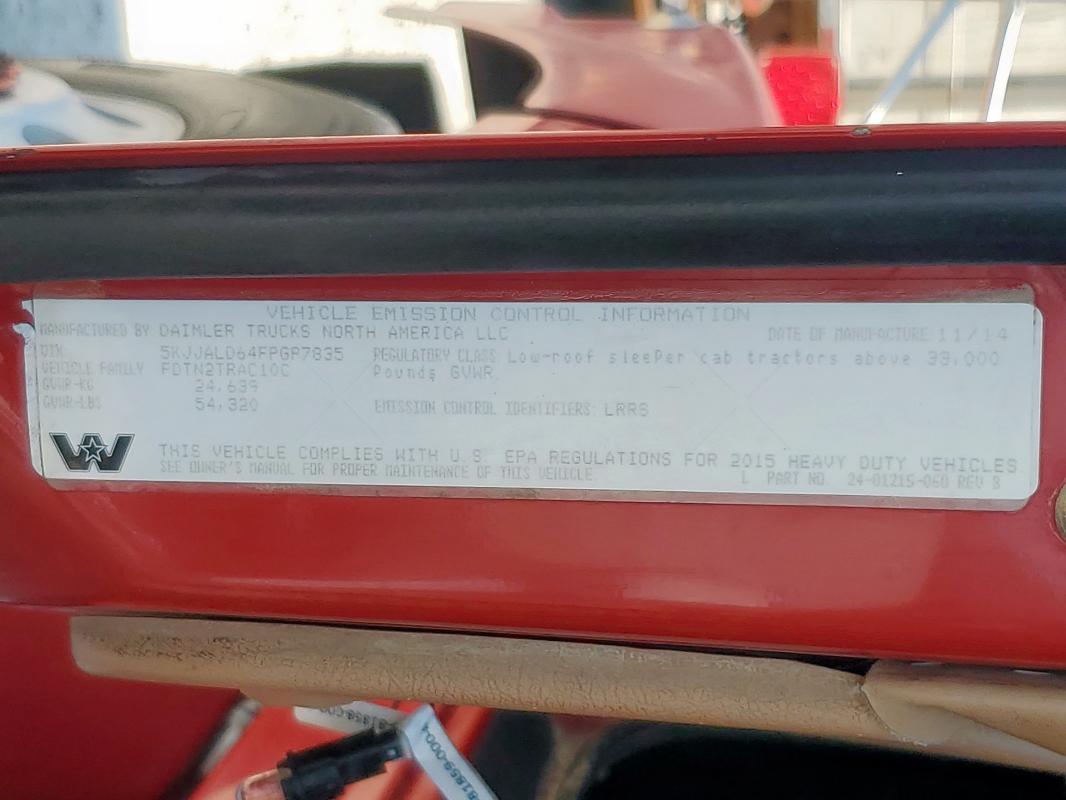 VEHICLE EMISSION CONTROL INFORMATION
MANUFACTURED BY DAIMLER TRUCKS NORTH AMERICA LLC DATE OF MANUFACTURE: 11/14
VIN: 5KJJALD64FPGP7835 REGULATORY CLASS: Low-roof sleePer cab tractors above 33,000
VEHICLE FAMILY FDTN2TRAC10C Pounds GVWR
GVWR-KG 24,639
GVWR-LBS 54,320 EMISSION CONTROL IDENTIFIERS: LRRS
W
THIS VEHICLE COMPLIES WITH U.S. EPA REGULATIONS FOR 2015 HEAVY DUTY VEHICLES
SEE OWNER'S MANUAL FOR PROPER MAINTENANCE OF THIS VEHICLE. L PART NO. 24-01215-060 REV B
81859-0004